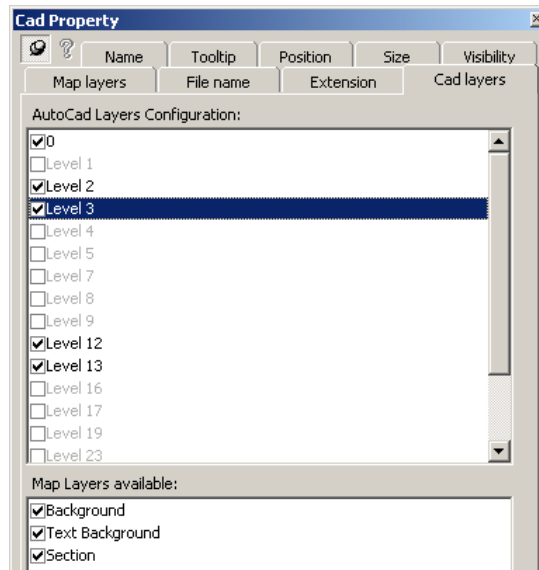 Cad Property
Name Tooltip Position Size Visibility
Map layers File name Extension Cad layers
AutoCad Layers Configuration:
0
Level 1
Level 2
Level 3
Level 4
Level 5
Level 7
Level 8
Level 9
Level 12
Level 13
Level 16
Level 17
Level 19
Level 23
Map Layers available:
Background
Text Background
Section